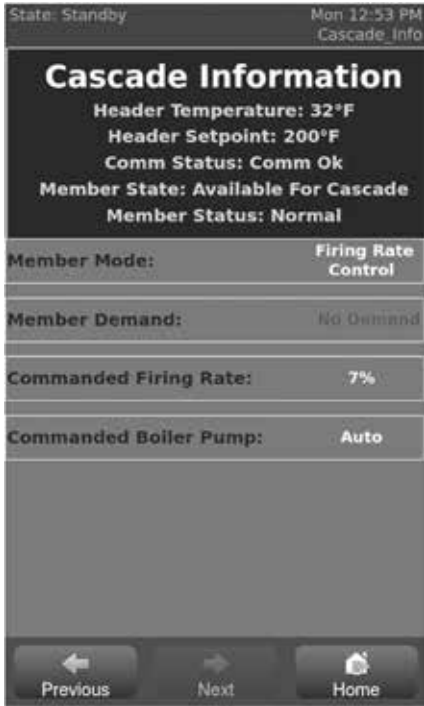 State: Standby
Mon 12:53 PM
Cascade_Info
Cascade Information
Header Temperature: 32°F
Header Setpoint: 200°F
Comm Status: Comm Ok
Member State: Available For Cascade
Member Status: Normal
Member Mode:
Firing Rate
Control
Member Demand:
No Demand
Commanded Firing Rate:
7%
Commanded Boiler Pump:
Auto
Previous
Next
Home